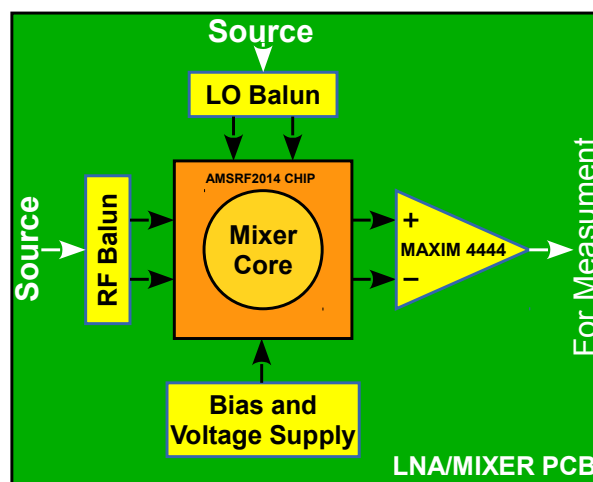 Source
LO Balun
AMSRF2014 CHIP
Source
RF Balun
Mixer
Core
+
MAXIM 4444
−
For Measument
Bias and
Voltage Supply
LNA/MIXER PCB